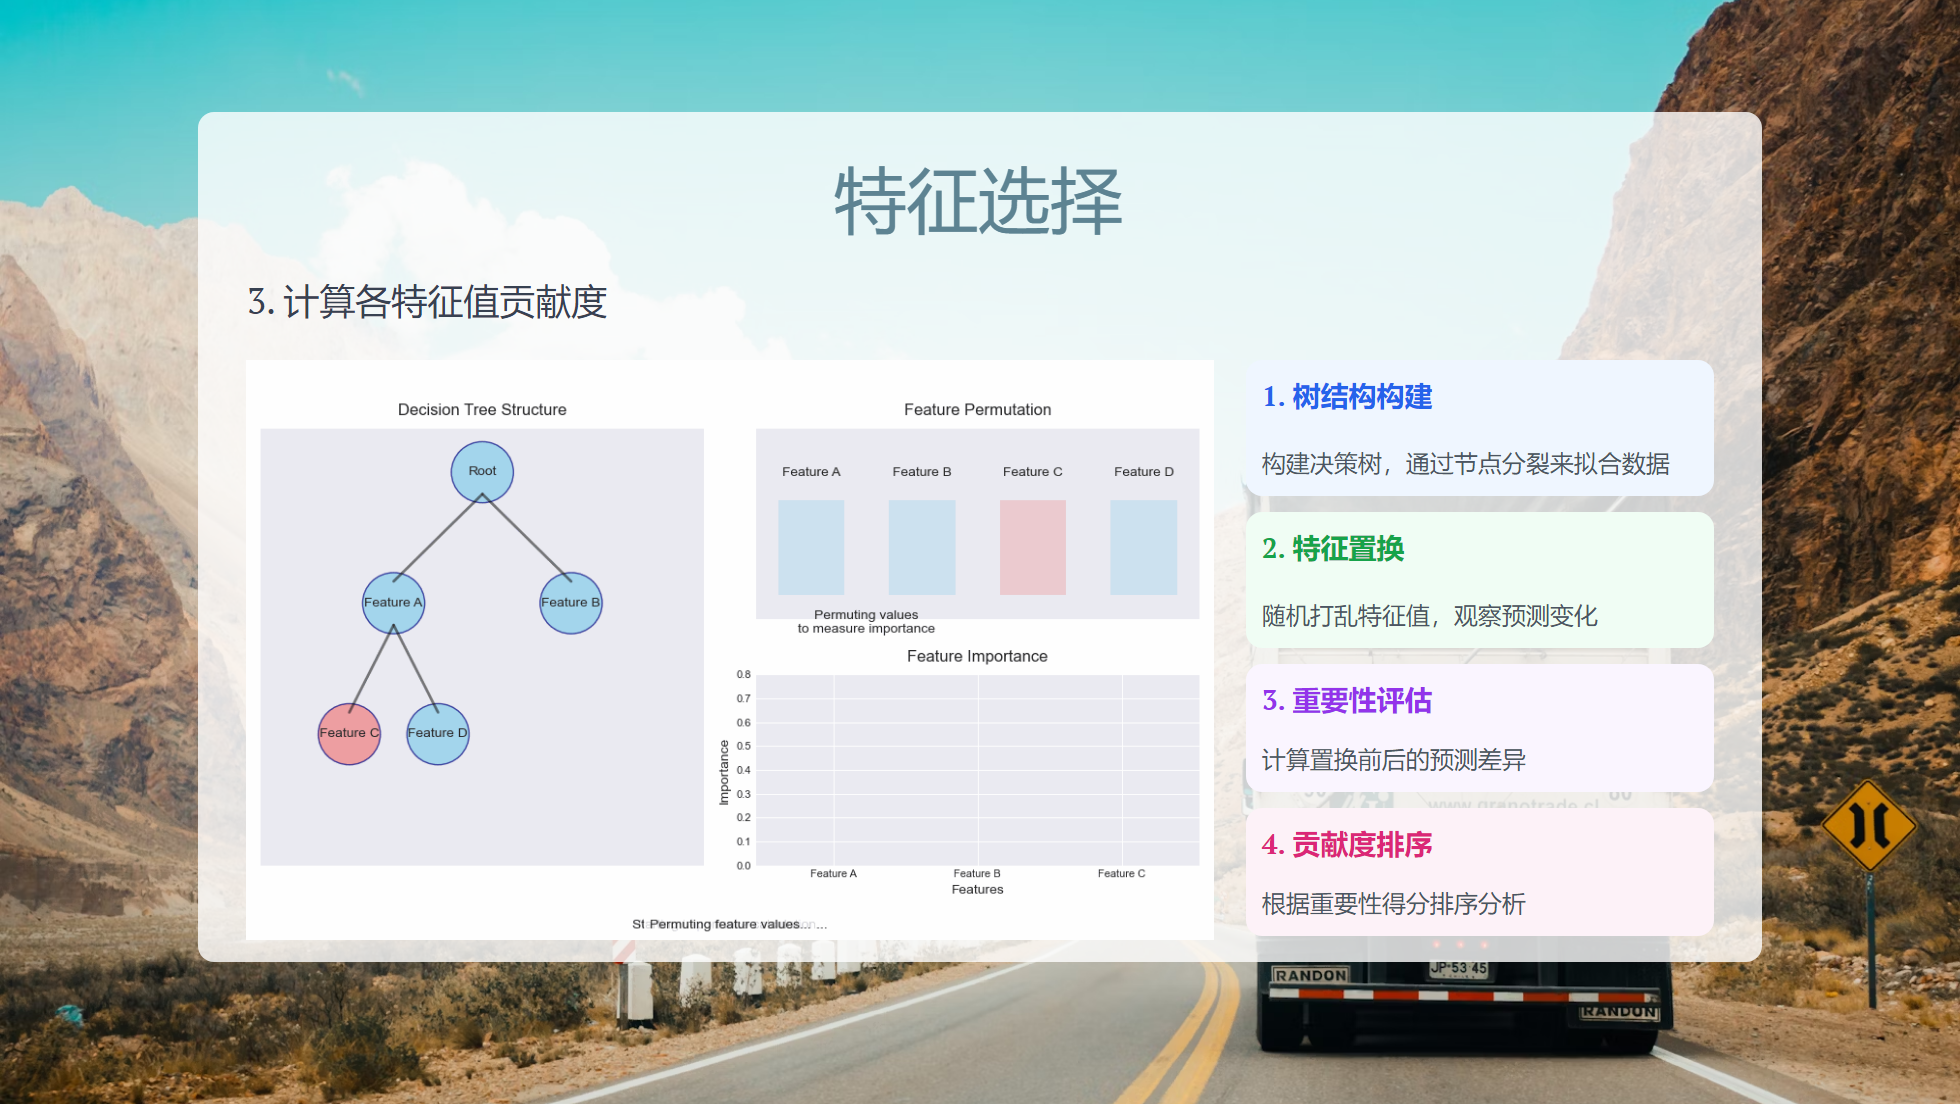 特征选择
3. 计算各特征值贡献度
Decision Tree Structure
Root
Feature A
Feature B
Feature C
Feature D
Feature Permutation
Feature A
Feature B
Feature C
Feature D
Permuting values
to measure importance
Feature Importance
Importance
0.8
0.7
0.6
0.5
0.4
0.3
0.2
0.1
0.0
Feature A
Feature B
Feature C
Features
St Permuting feature values... ...
1. 树结构构建
构建决策树，通过节点分裂来拟合数据
2. 特征置换
随机打乱特征值，观察预测变化
3. 重要性评估
计算置换前后的预测差异
4. 贡献度排序
根据重要性得分排序分析
www.granotrade.cl
60
RANDON
JP-53 45
RANDON